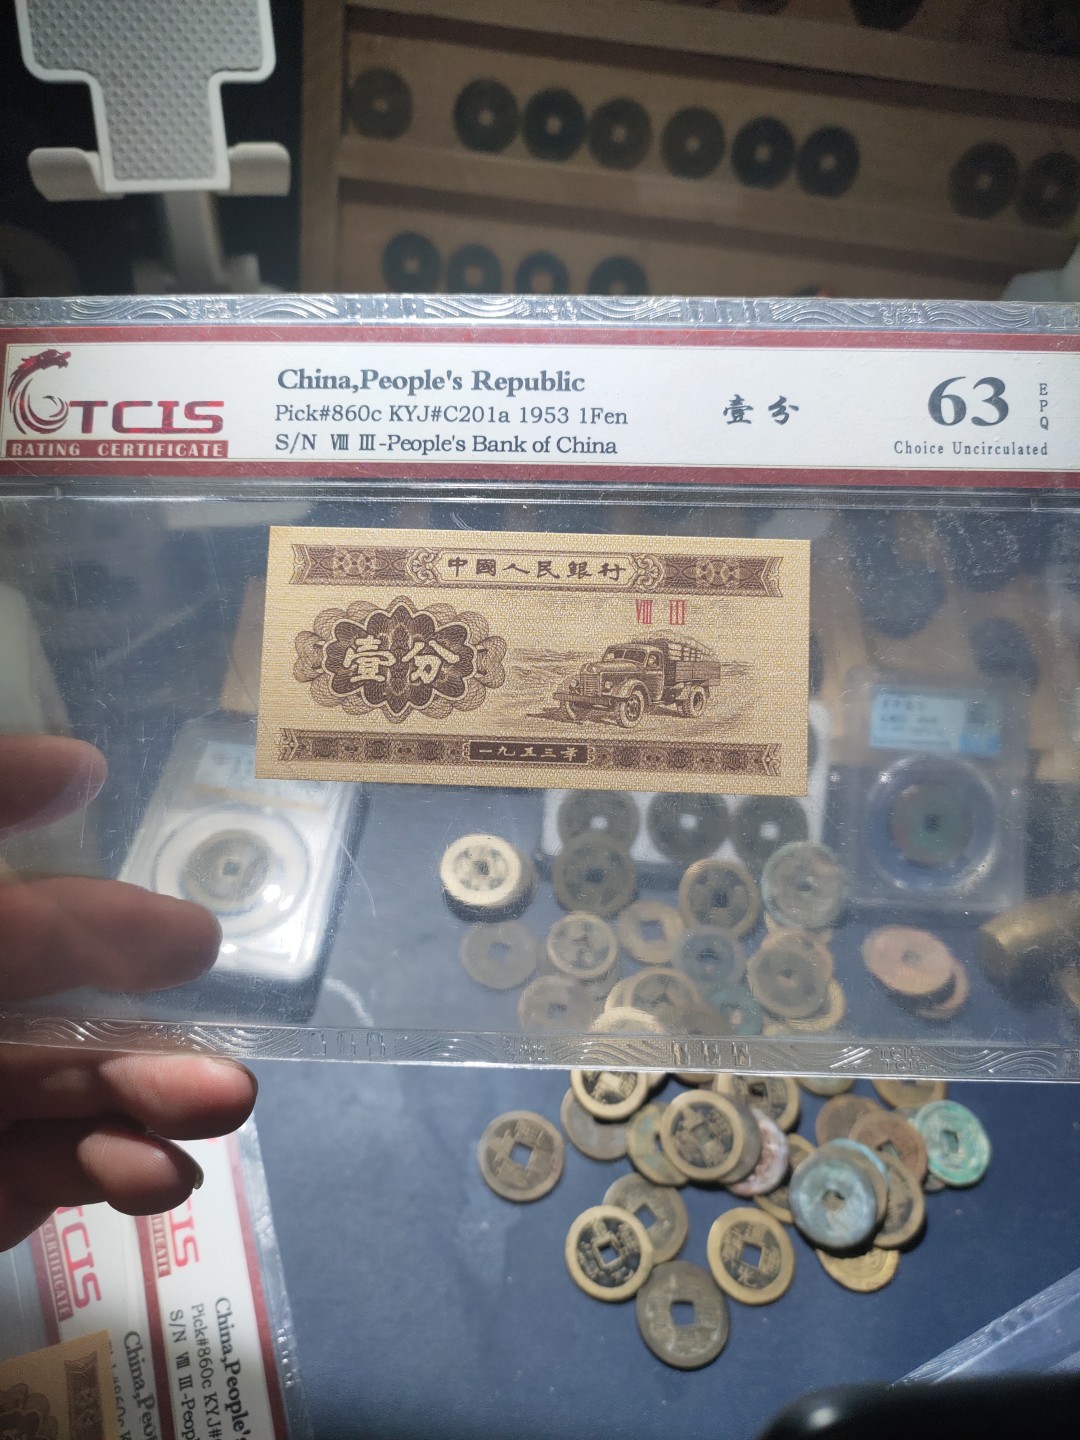 TCIS
RATING CERTIFICATE
China,People's Republic
Pick#860c KYJ#C201a 1953 1Fen
S/N Ⅷ Ⅲ-People's Bank of China
壹分
63
EPQ
Choice Uncirculated
中國人民銀行
Ⅷ Ⅲ
壹分
一九五三年
TCIS
CERTIFICATE
China,People's
Pick#860c KYJ#
S/N Ⅷ Ⅲ-Peop
China,Peo